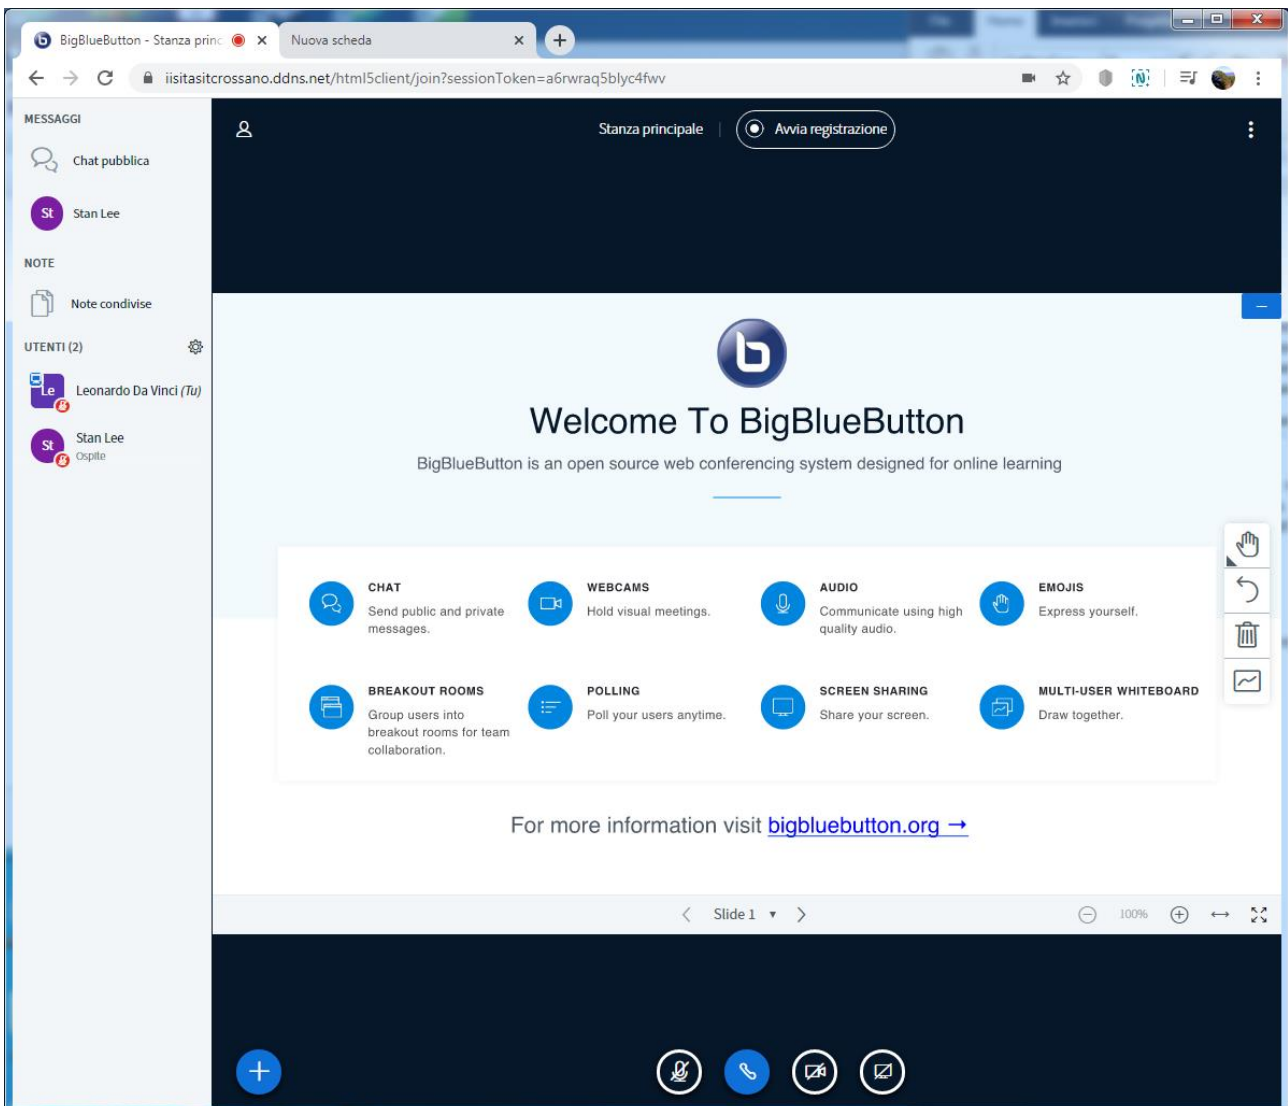 BigBlueButton - Stanza princ
Nuova scheda
iisitasitcrossano.ddns.net/html5client/join?sessionToken=a6rwraq5blyc4fwv
MESSAGGI
Chat pubblica
St
Stan Lee
NOTE
Note condivise
UTENTI (2)
Le
Leonardo Da Vinci (Tu)
St
Stan Lee
Ospite
Stanza principale
Avvia registrazione
Welcome To BigBlueButton
BigBlueButton is an open source web conferencing system designed for online learning
CHAT
Send public and private
messages.
WEBCAMS
Hold visual meetings.
AUDIO
Communicate using high
quality audio.
EMOJIS
Express yourself.
BREAKOUT ROOMS
Group users into
breakout rooms for team
collaboration.
POLLING
Poll your users anytime.
SCREEN SHARING
Share your screen.
MULTI-USER WHITEBOARD
Draw together.
For more information visit bigbluebutton.org →
Slide 1
100%